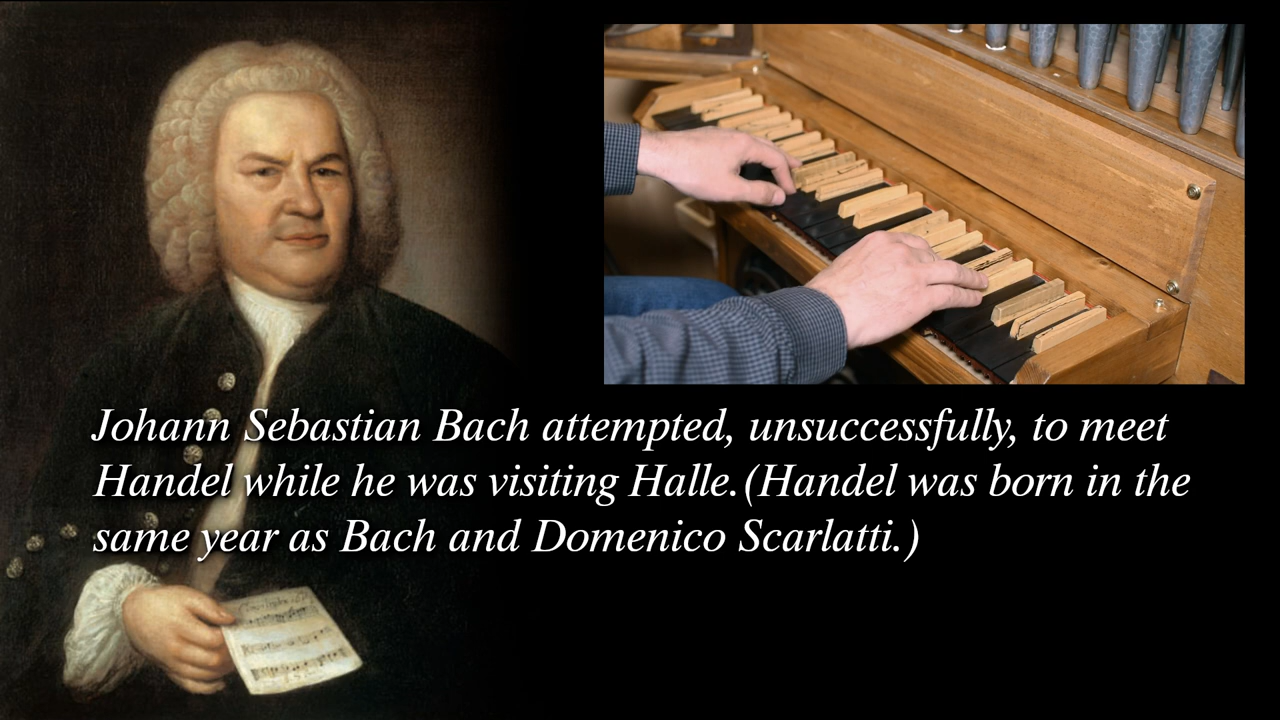 Johann Sebastian Bach attempted, unsuccessfully, to meet
Handel while he was visiting Halle.(Handel was born in the
same year as Bach and Domenico Scarlatti.)